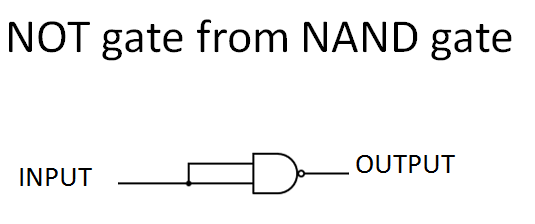 NOT gate from NAND gate
INPUT
OUTPUT